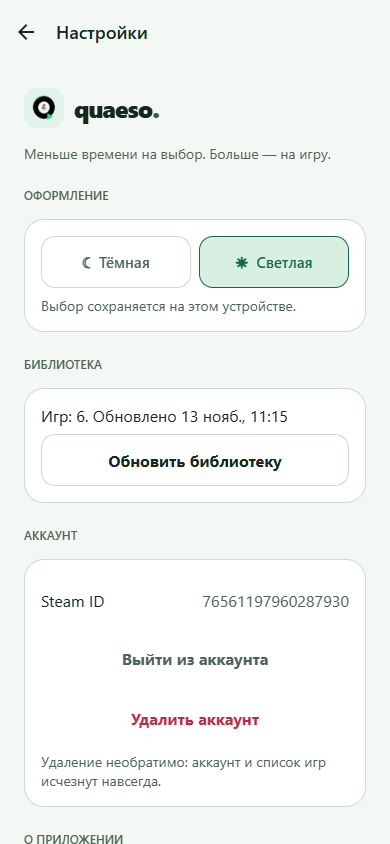 Настройки
quaeso.
Меньше времени на выбор. Больше — на игру.
ОФОРМЛЕНИЕ
Тёмная
Светлая
Выбор сохраняется на этом устройстве.
БИБЛИОТЕКА
Игр: 6. Обновлено 13 нояб., 11:15
Обновить библиотеку
АККАУНТ
Steam ID 76561197960287930
Выйти из аккаунта
Удалить аккаунт
Удаление необратимо: аккаунт и список игр
исчезнут навсегда.
О ПРИЛОЖЕНИИ